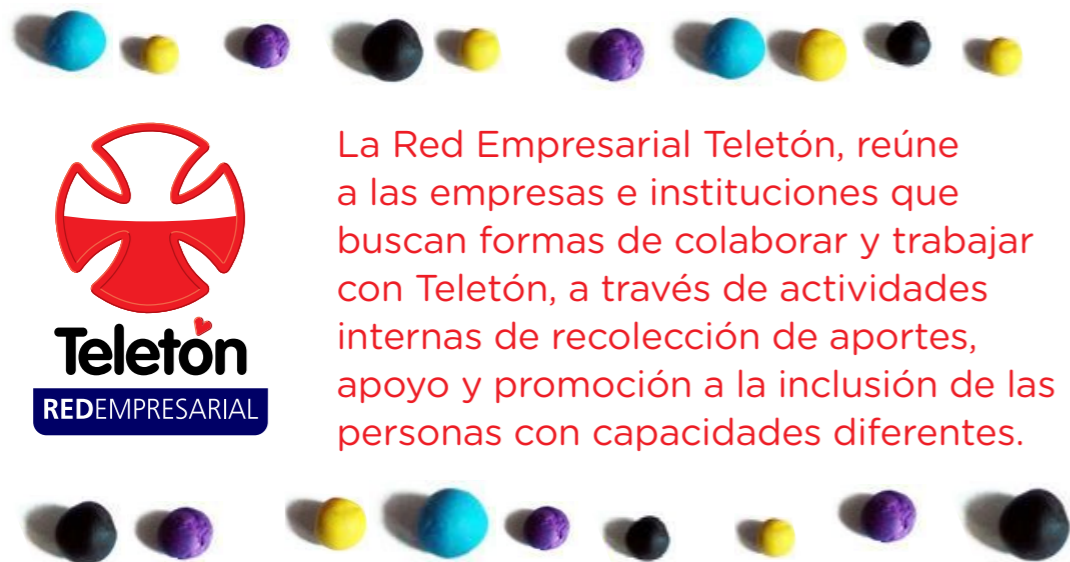 La Red Empresarial Teletón, reúne
a las empresas e instituciones que
buscan formas de colaborar y trabajar
con Teletón, a través de actividades
internas de recolección de aportes,
apoyo y promoción a la inclusión de las
personas con capacidades diferentes.
Teletón
REDEMPRESARIAL